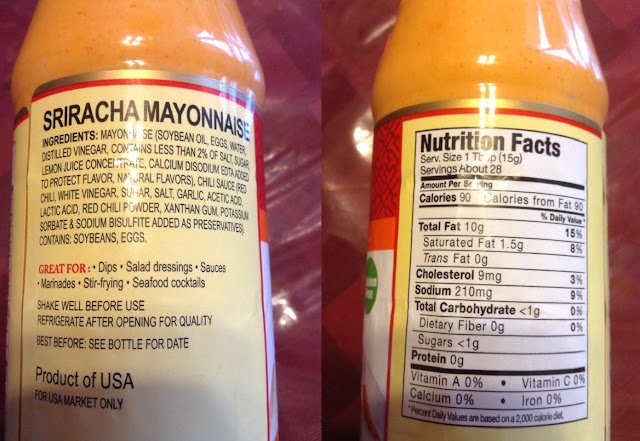 SRIRACHA MAYONNAISE
INGREDIENTS: MAYONNAISE (SOYBEAN OIL, EGGS, WATER,
DISTILLED VINEGAR, CONTAINS LESS THAN 2% OF SALT, SUGAR,
LEMON JUICE CONCENTRATE, CALCIUM DISODIUM EDTA ADDED
TO PROTECT FLAVOR, NATURAL FLAVORS), CHILI SAUCE (RED
CHILI, WHITE VINEGAR, SUGAR, SALT, GARLIC, ACETIC ACID,
LACTIC ACID, RED CHILI POWDER, XANTHAN GUM, POTASSIUM
SORBATE & SODIUM BISULFITE ADDED AS PRESERVATIVES).
CONTAINS: SOYBEANS, EGGS.
GREAT FOR: • Dips • Salad dressings • Sauces
• Marinades • Stir-frying • Seafood cocktails
SHAKE WELL BEFORE USE
REFRIGERATE AFTER OPENING FOR QUALITY
BEST BEFORE: SEE BOTTLE FOR DATE
Product of USA
FOR USA MARKET ONLY
Nutrition Facts
Serv. Size 1 Tbsp (15g)
Servings About 28
Amount Per Serving
Calories 90 Calories from Fat 90
% Daily Value*
Total Fat 10g 15%
Saturated Fat 1.5g 8%
Trans Fat 0g
Cholesterol 9mg 3%
Sodium 210mg 9%
Total Carbohydrate <1g 0%
Dietary Fiber 0g 0%
Sugars <1g
Protein 0g
Vitamin A 0% • Vitamin C 0%
Calcium 0% • Iron 0%
*Percent Daily Values are based on a 2,000 calorie diet.